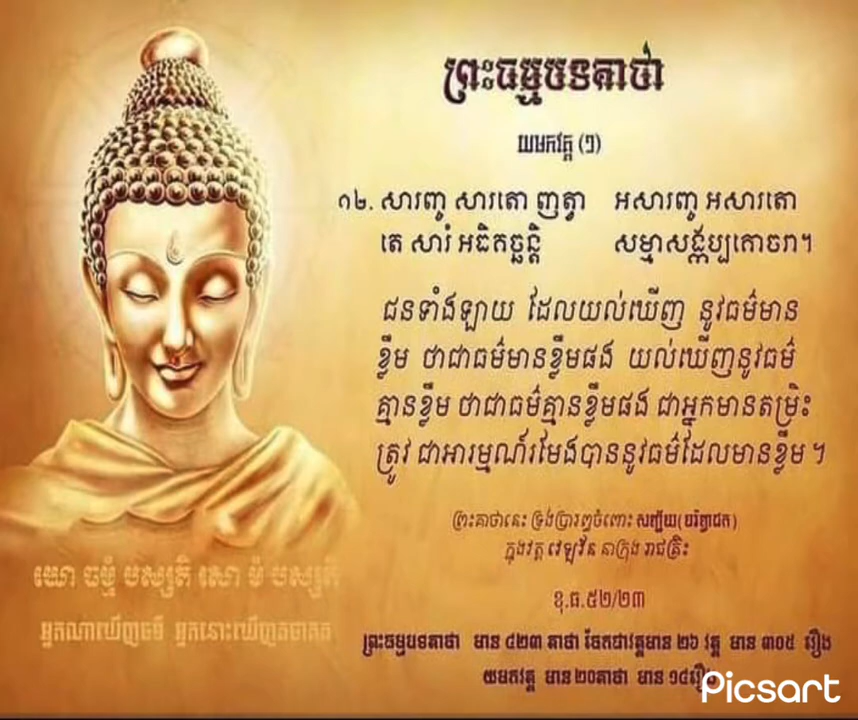 ព្រះធម្មបទគាថា
យមកវគ្គ (១)
១២. សារញ្ច សារតោ ញត្វា អសារញ្ច អសារតោ
តេ សារំ អធិគច្ឆន្តិ សម្មាសង្កប្បគោចរា។
ជនទាំងឡាយ ដែលយល់ឃើញ នូវធម៌មាន
ខ្លឹម ថាជាធម៌មានខ្លឹមផង យល់ឃើញនូវធម៌
គ្មានខ្លឹម ថាជាធម៌គ្មានខ្លឹមផង ជាអ្នកមានតម្រិះ
ត្រូវ ជាអារម្មណ៍រមែងបាននូវធម៌ដែលមានខ្លឹម ។
ព្រះគាថានេះ ទ្រង់ប្រារព្ធចំពោះ សញ្ជ័យ(បរិព្វាជក)
ក្នុងវត្ត វេឡុវ័ន នាក្រុង រាជគ្រឹះ
ខុ.ធ.៥២/២៣
យោ ធម្មំ បស្សតិ សោ មំ បស្សតិ
អ្នកណាឃើញធម៌ អ្នកនោះឃើញតថាគត
ព្រះធម្មបទគាថា មាន ៤២៣ គាថា ចែកជាវគ្គមាន ២៦ វគ្គ មាន ៣០៥ រឿង
យមកវគ្គ មាន ២០គាថា មាន ១៤រឿង
Picsart